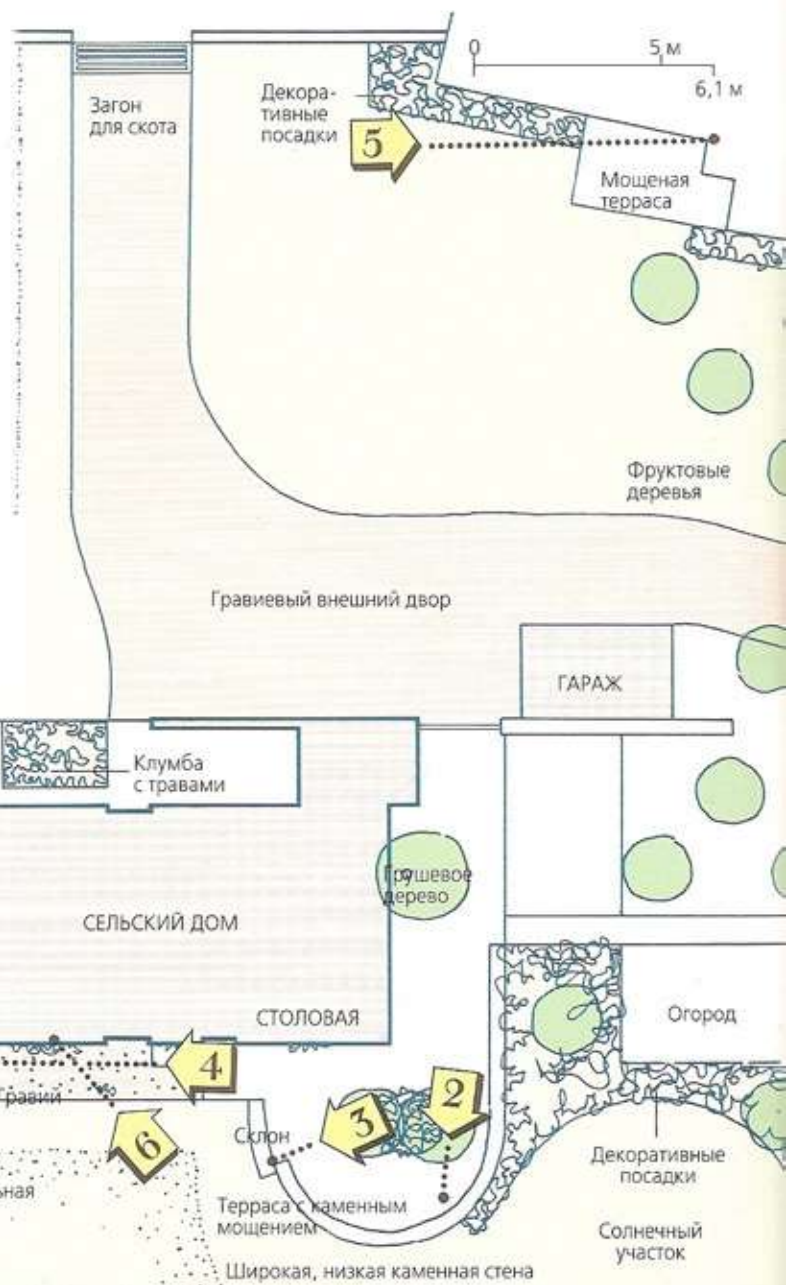 0
5 м
6,1 м
Загон
для скота
Декора-
тивные
посадки
5
Мощеная
терраса
Фруктовые
деревья
Гравиевый внешний двор
ГАРАЖ
Клумба
с травами
Грушевое
дерево
СЕЛЬСКИЙ ДОМ
СТОЛОВАЯ
Огород
4
Гравий
6
Склон
3
2
ьная
Терраса с каменным
мощением
Декоративные
посадки
Солнечный
участок
Широкая, низкая каменная стена